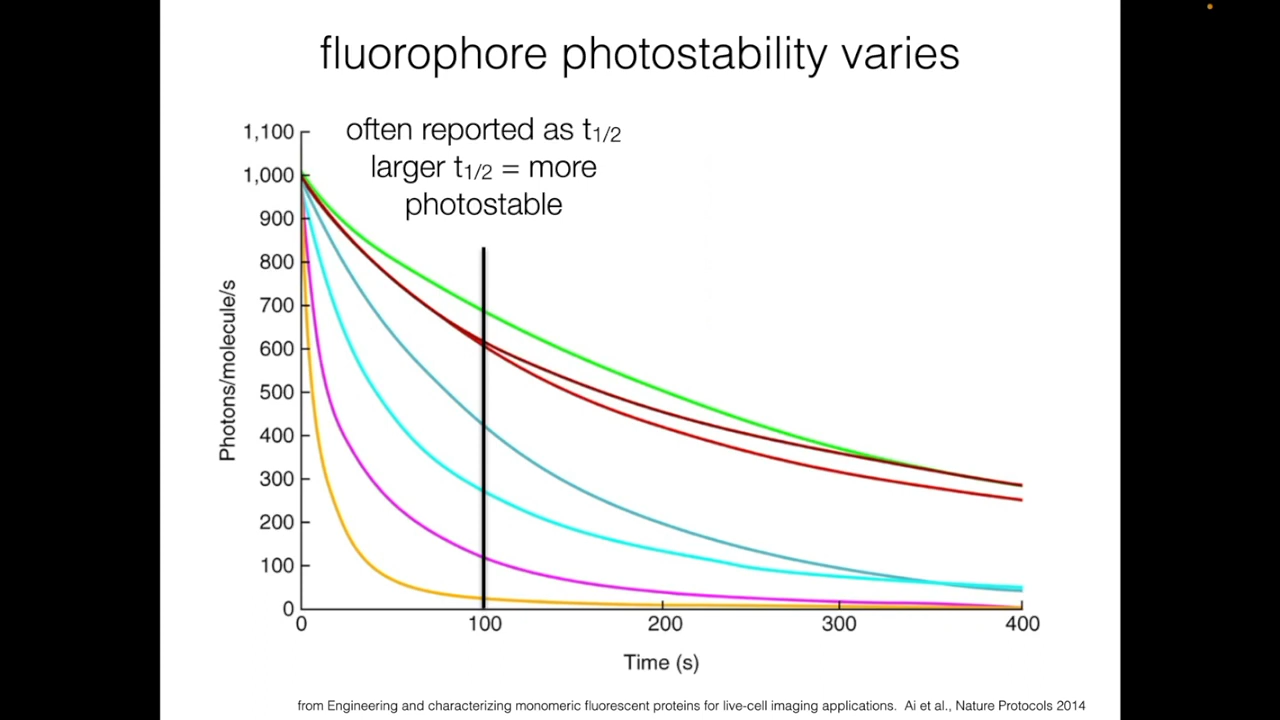 fluorophore photostability varies
often reported as t1/2
larger t1/2 = more
photostable
1,100
1,000
900
800
700
600
500
400
300
200
100
0
Photons/molecule/s
0 100 200 300 400
Time (s)
from Engineering and characterizing monomeric fluorescent proteins for live-cell imaging applications. Ai et al., Nature Protocols 2014